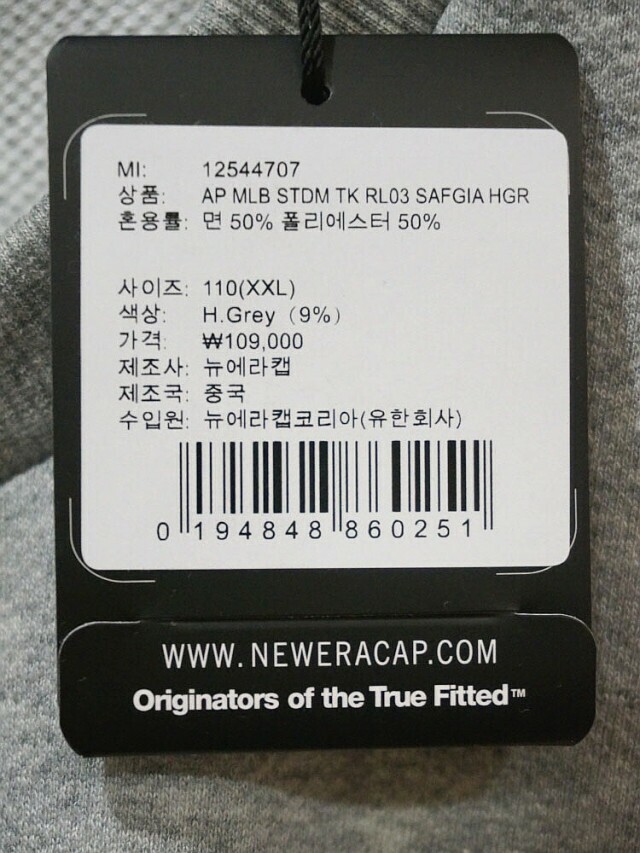 MI: 12544707
상품: AP MLB STDM TK RL03 SAFGIA HGR
혼용률: 면 50% 폴리에스터 50%
사이즈: 110(XXL)
색상: H.Grey (9%)
가격: ₩109,000
제조사: 뉴에라캡
제조국: 중국
수입원: 뉴에라캡코리아(유한회사)
0 194848 860251
WWW.NEWERACAP.COM
Originators of the True Fitted™